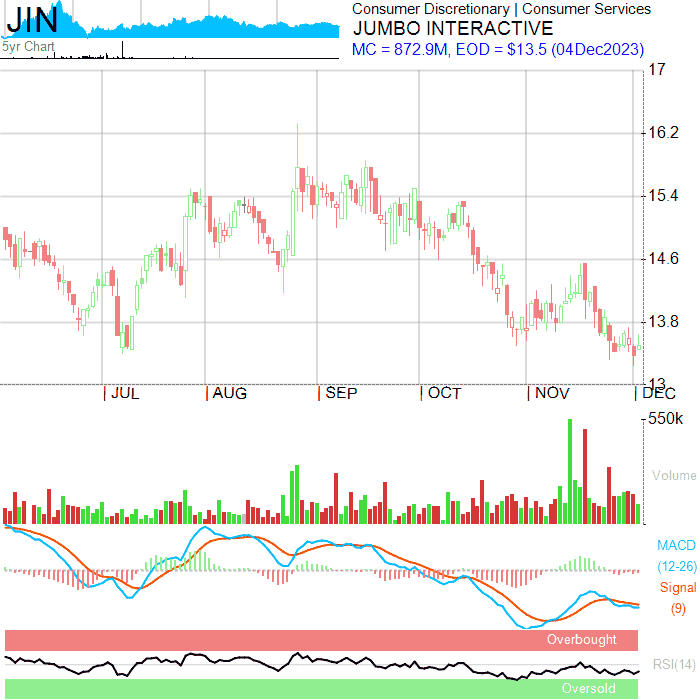 JIN
5yr Chart
Consumer Discretionary | Consumer Services
JUMBO INTERACTIVE
MC = 872.9M, EOD = $13.5 (04Dec2023)
17
16.2
15.4
14.6
13.8
13
JUL AUG SEP OCT NOV DEC
550k
Volume
MACD
(12-26)
Signal
(9)
Overbought
RSI(14)
Oversold